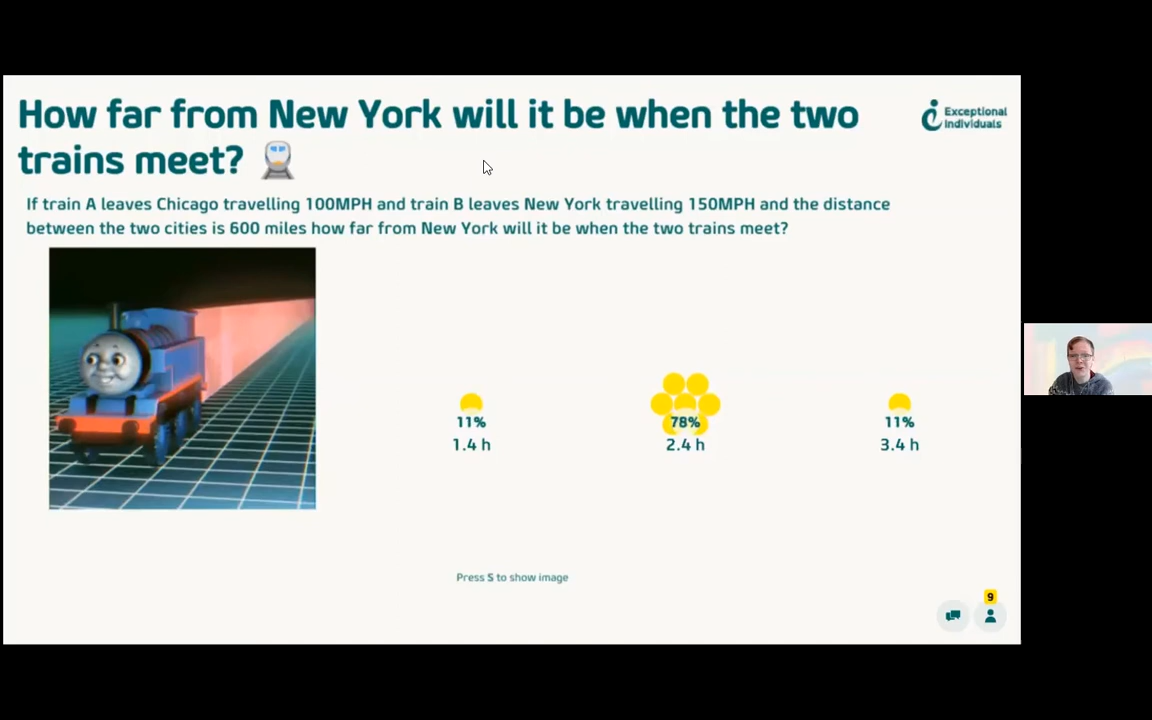 How far from New York will it be when the two
trains meet?
Exceptional
Individuals
If train A leaves Chicago travelling 100MPH and train B leaves New York travelling 150MPH and the distance
between the two cities is 600 miles how far from New York will it be when the two trains meet?
11%
78%
11%
1.4 h
2.4 h
3.4 h
Press S to show image
9